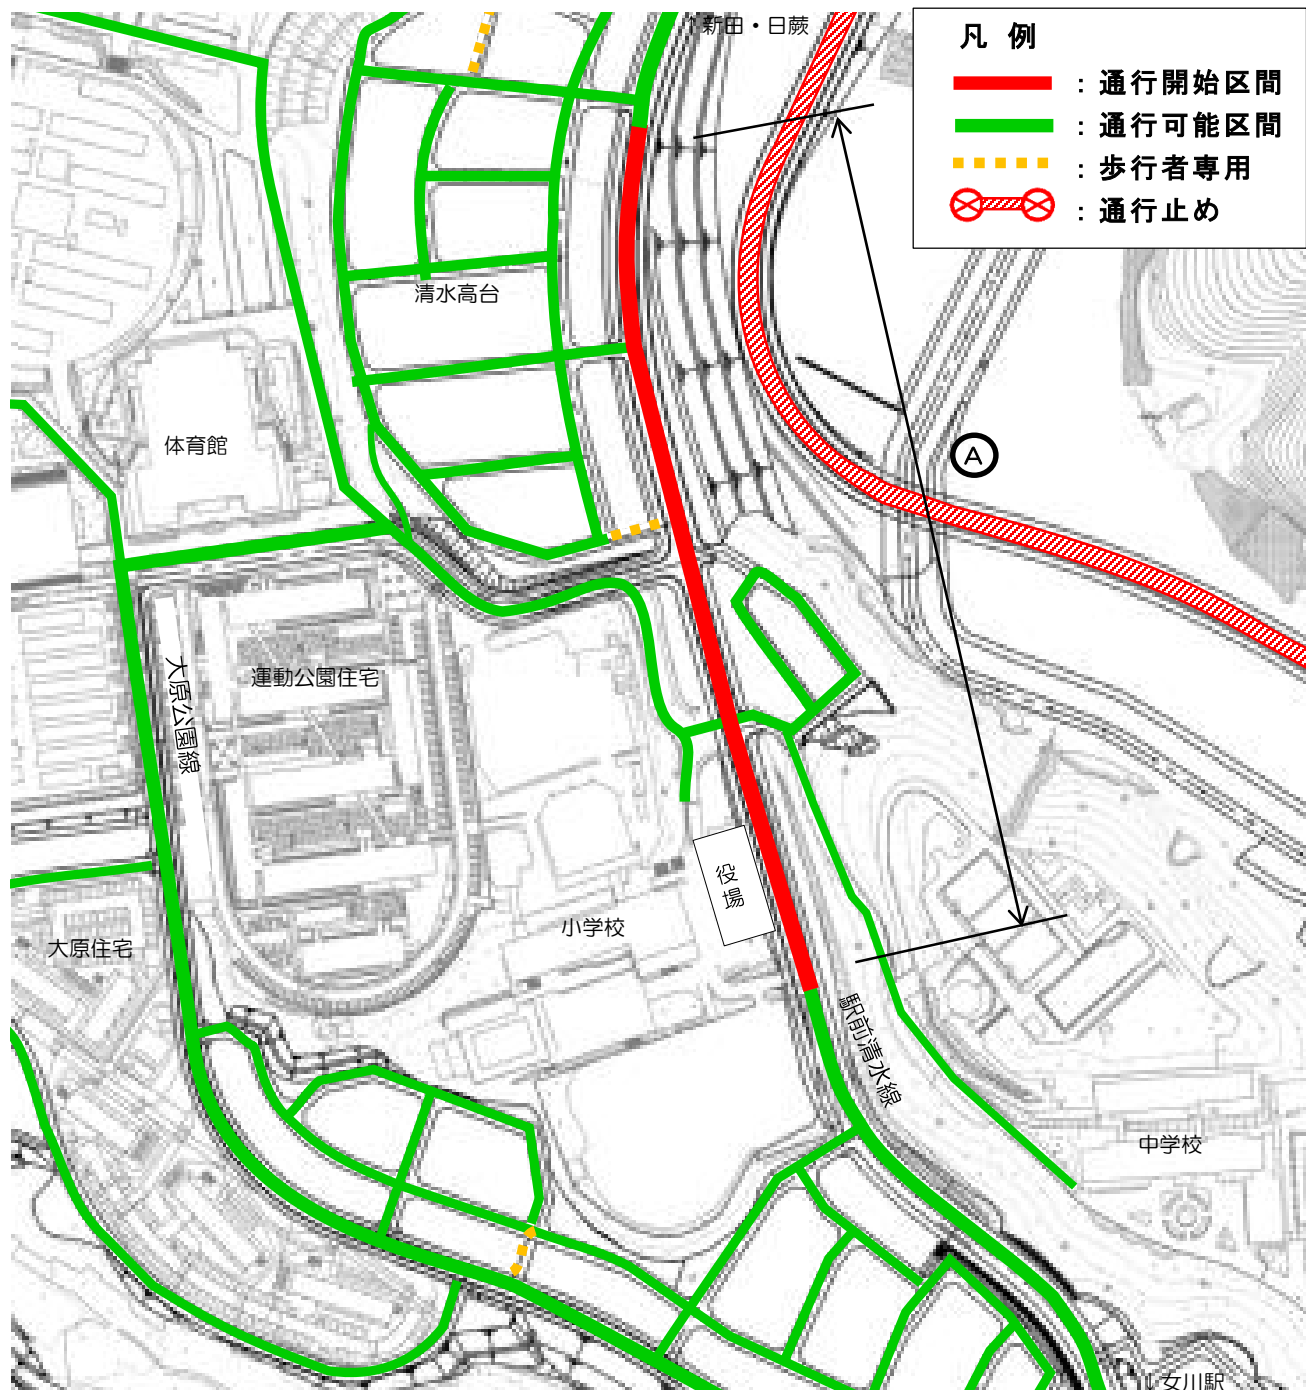 ↑新田・日蕨
凡 例
：通行開始区間
：通行可能区間
：歩行者専用
：通行止め
清水高台
体育館
A
運動公園住宅
大原公園線
役場
小学校
大原住宅
駅前清水線
中学校
↓女川駅